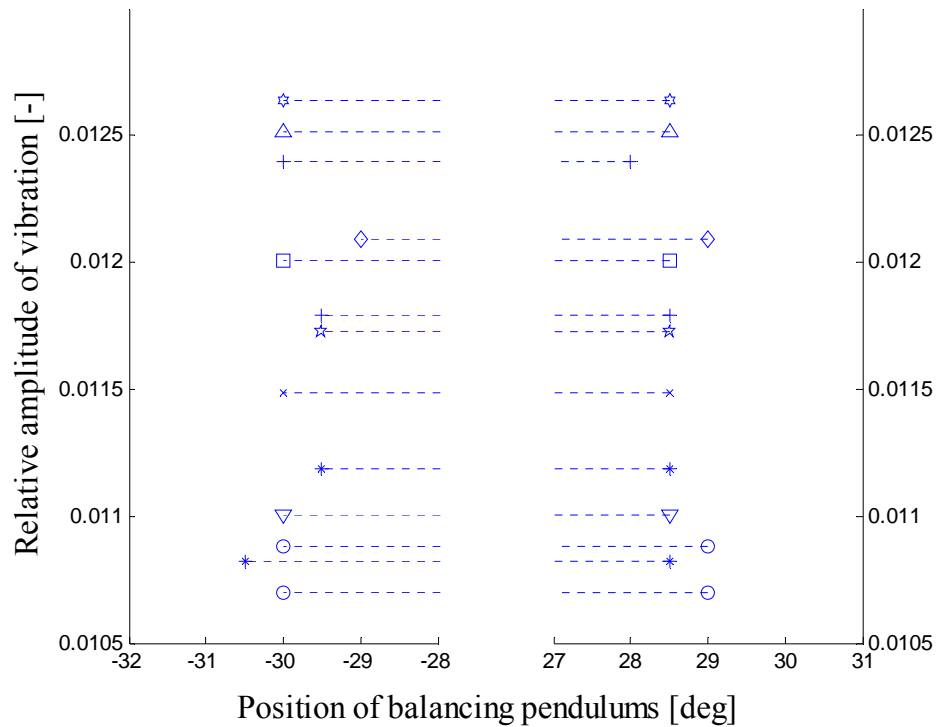 Relative amplitude of vibration [-]
0.0125 0.0125
0.012 0.012
0.0115 0.0115
0.011 0.011
0.0105 0.0105
-32 -31 -30 -29 -28 27 28 29 30 31
Position of balancing pendulums [deg]